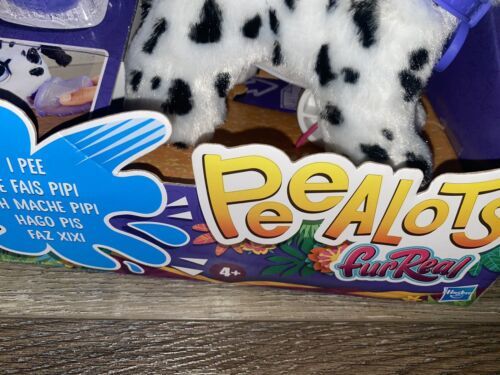 I PEE
E FAIS PIPI
H MACHE PIPI
HAGO PIS
FAZ XIXI
PEEALOTS
furReal
4+
Hasbro